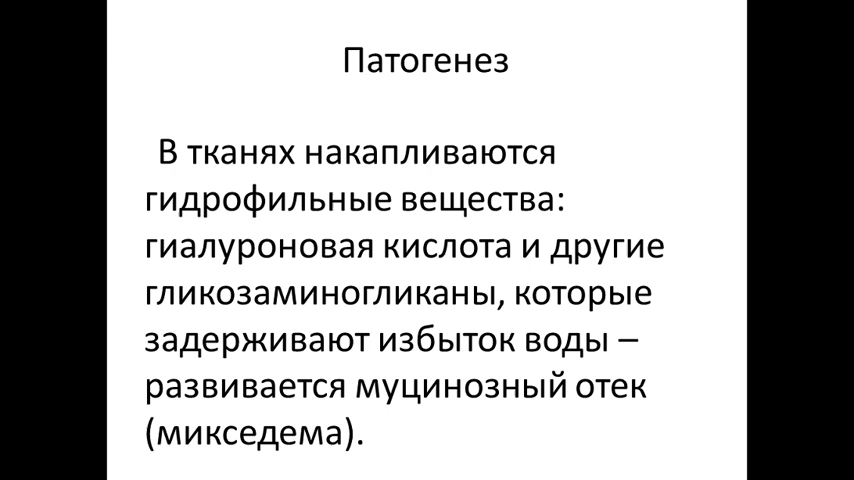 Патогенез
В тканях накапливаются
гидрофильные вещества:
гиалуроновая кислота и другие
гликозаминогликаны, которые
задерживают избыток воды –
развивается муцинозный отек
(микседема).